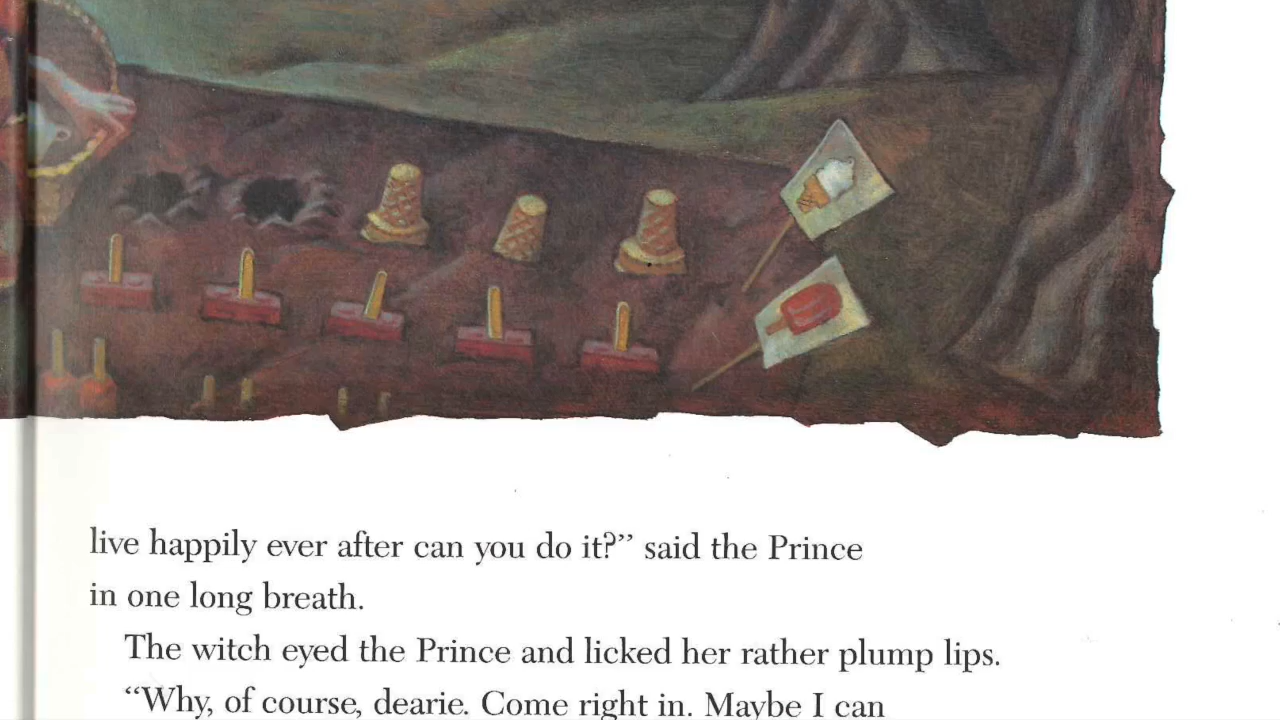 live happily ever after can you do it?” said the Prince
in one long breath.
The witch eyed the Prince and licked her rather plump lips.
“Why, of course, dearie. Come right in. Maybe I can